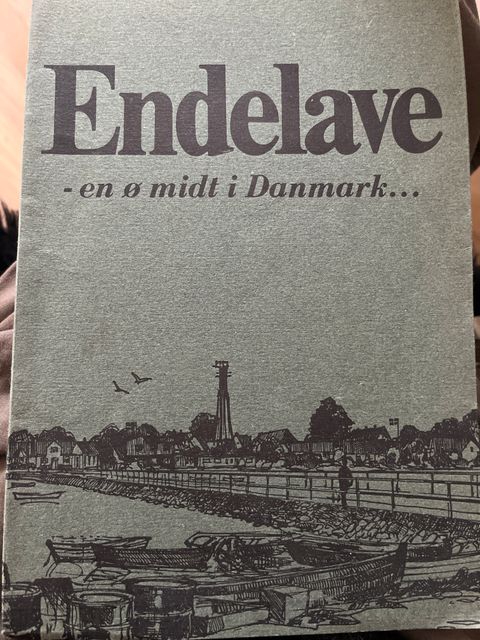 Endelave
- en ø midt i Danmark...